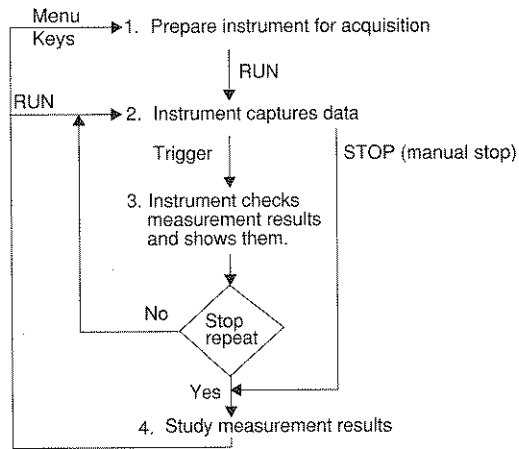 Menu
Keys
1. Prepare instrument for acquisition
RUN
RUN
2. Instrument captures data
Trigger
STOP (manual stop)
3. Instrument checks
measurement results
and shows them.
No
Stop
repeat
Yes
4. Study measurement results